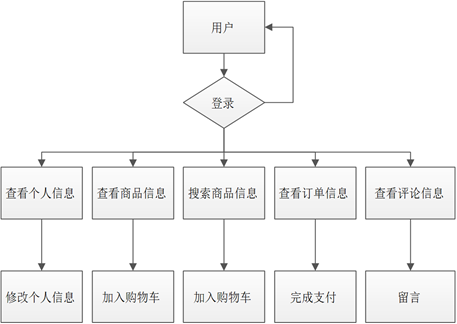 用户
登录
查看个人信息
查看商品信息
搜索商品信息
查看订单信息
查看评论信息
修改个人信息
加入购物车
加入购物车
完成支付
留言